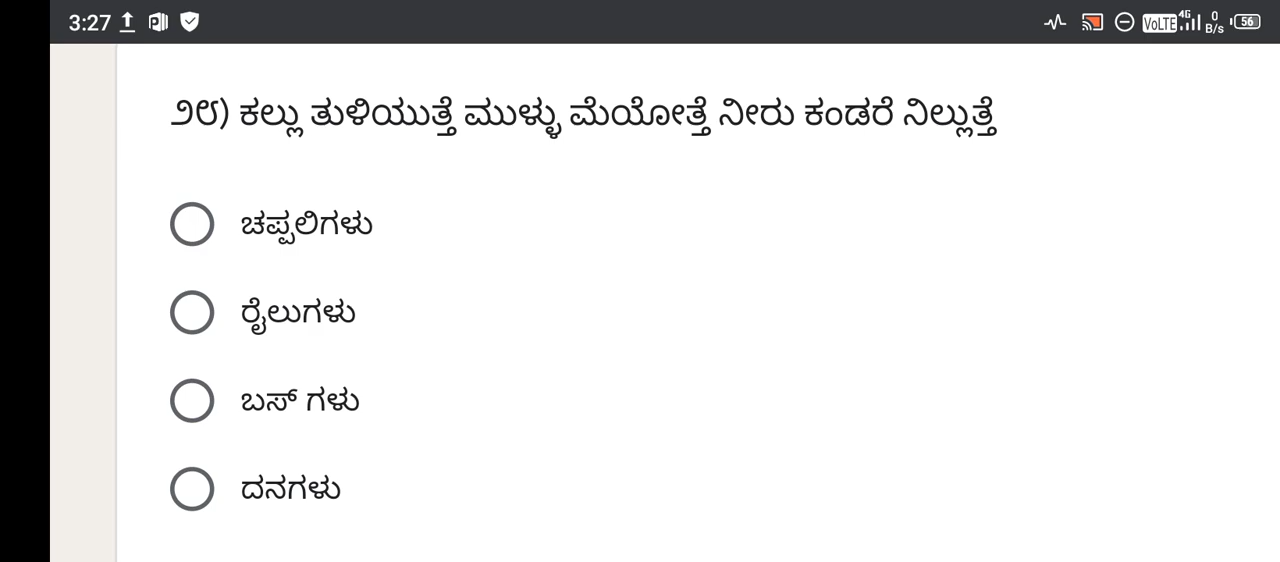 3:27 VoLTE 4G 0 B/s 56
೨೮) ಕಲ್ಲು ತುಳಿಯುತ್ತೆ ಮುಳ್ಳು ಮೆಯೋತ್ತೆ ನೀರು ಕಂಡರೆ ನಿಲ್ಲುತ್ತೆ
ಚಪ್ಪಲಿಗಳು
ರೈಲುಗಳು
ಬಸ್ ಗಳು
ದನಗಳು